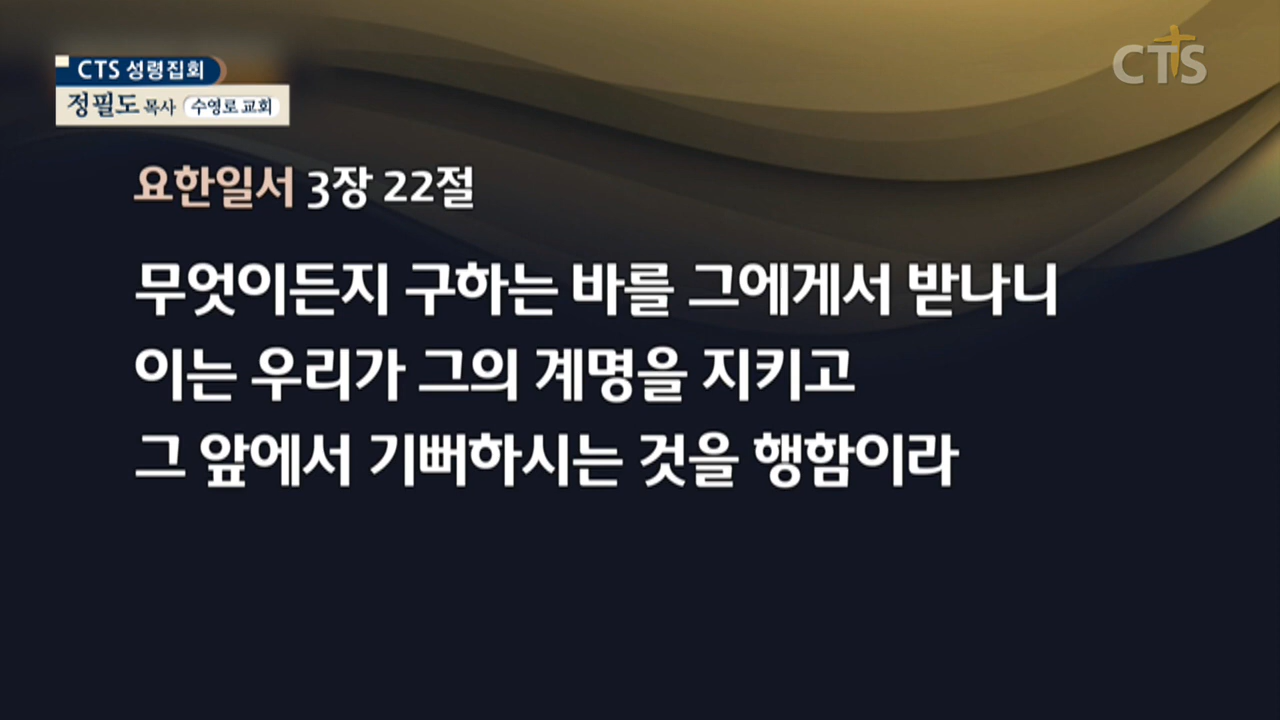 CTS 성령집회
정필도 목사 수영로교회
CTS
요한일서 3장 22절
무엇이든지 구하는 바를 그에게서 받나니
이는 우리가 그의 계명을 지키고
그 앞에서 기뻐하시는 것을 행함이라